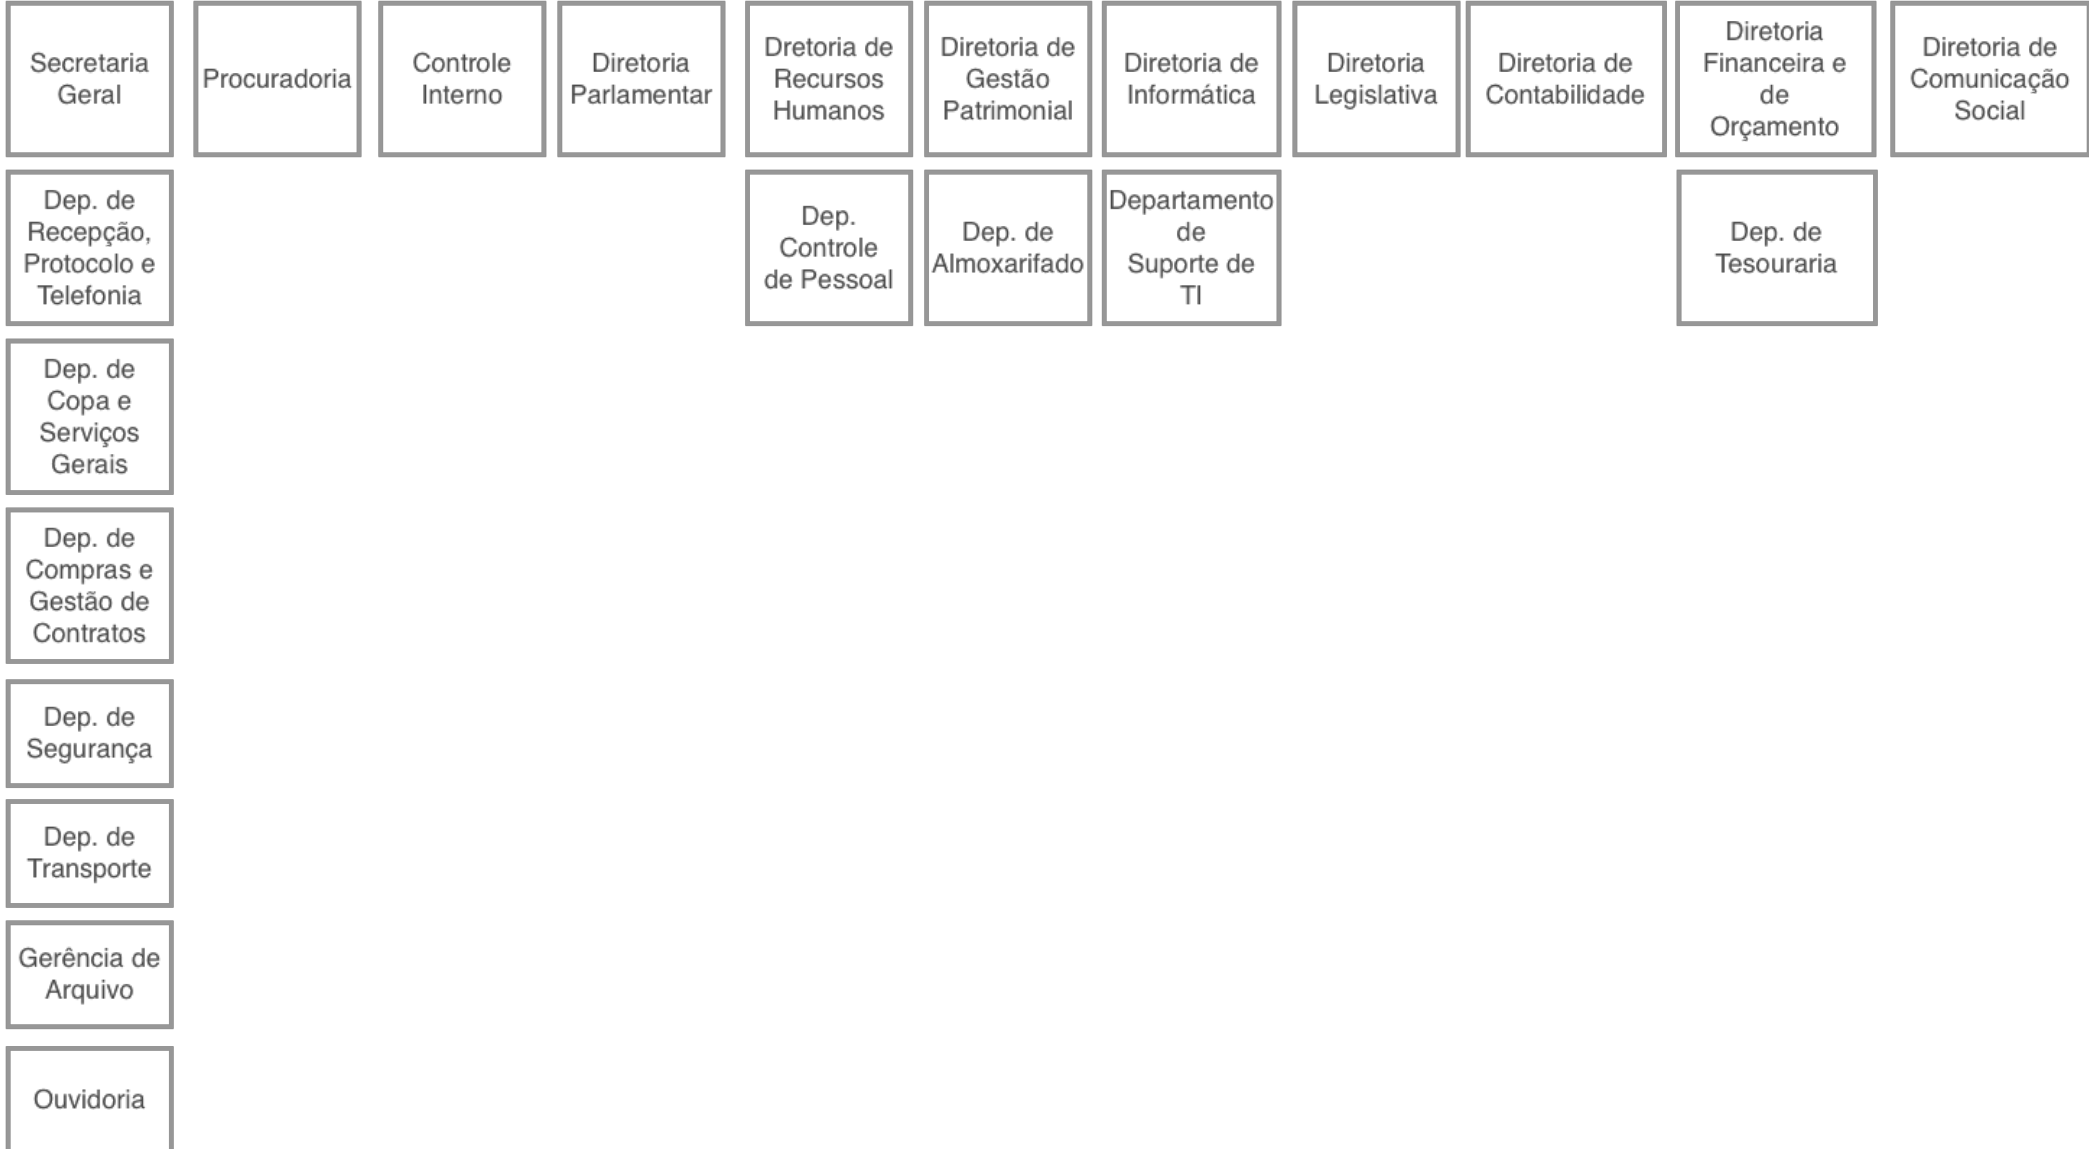 Secretaria
Geral
Procuradoria
Controle
Interno
Diretoria
Parlamentar
Dretoria de
Recursos
Humanos
Diretoria de
Gestão
Patrimonial
Diretoria de
Informática
Diretoria
Legislativa
Diretoria de
Contabilidade
Diretoria
Financeira e
de
Orçamento
Diretoria de
Comunicação
Social
Dep. de
Recepção,
Protocolo e
Telefonia
Dep.
Controle
de Pessoal
Dep. de
Almoxarifado
Departamento
de
Suporte de
TI
Dep. de
Tesouraria
Dep. de
Copa e
Serviços
Gerais
Dep. de
Compras e
Gestão de
Contratos
Dep. de
Segurança
Dep. de
Transporte
Gerência de
Arquivo
Ouvidoria